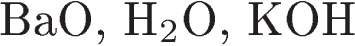 BaO, H₂O, KOH